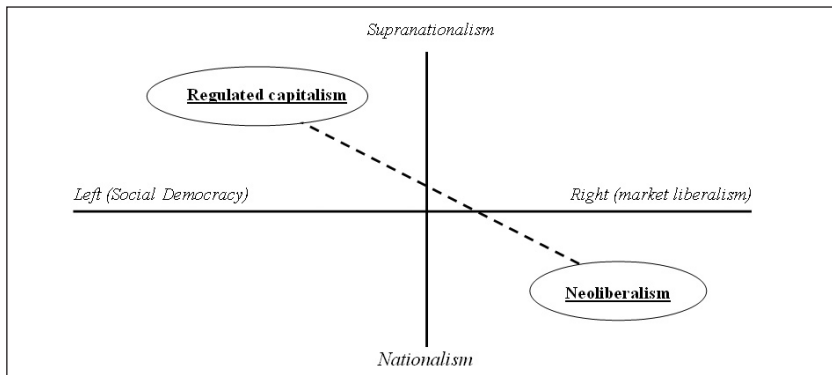 Supranationalism
Regulated capitalism
Left (Social Democracy)
Right (market liberalism)
Neoliberalism
Nationalism